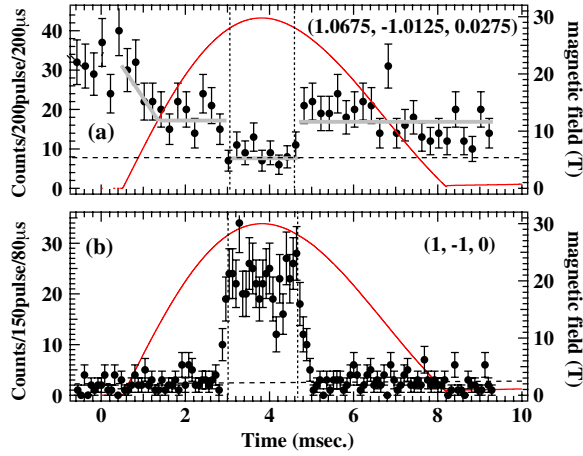 (1.0675, -1.0125, 0.0275)
(a)
Counts/200pulse/200μs
40
30
20
10
0
30
20
10
0
magnetic field (T)
(b)
(1, -1, 0)
Counts/150pulse/80μs
30
20
10
0
30
20
10
0
magnetic field (T)
0
2
4
6
8
10
Time (msec.)